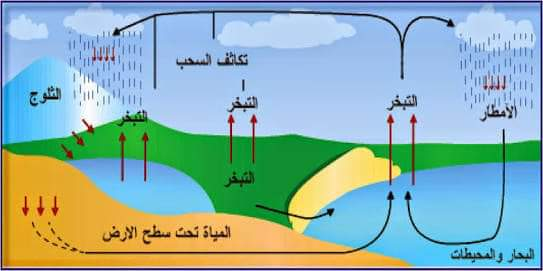 تكاثف السحب
الثلوج
التبخر
التبخر
التبخر
الأمطار
التبخر
المياة تحت سطح الارض
البحار والمحيطات